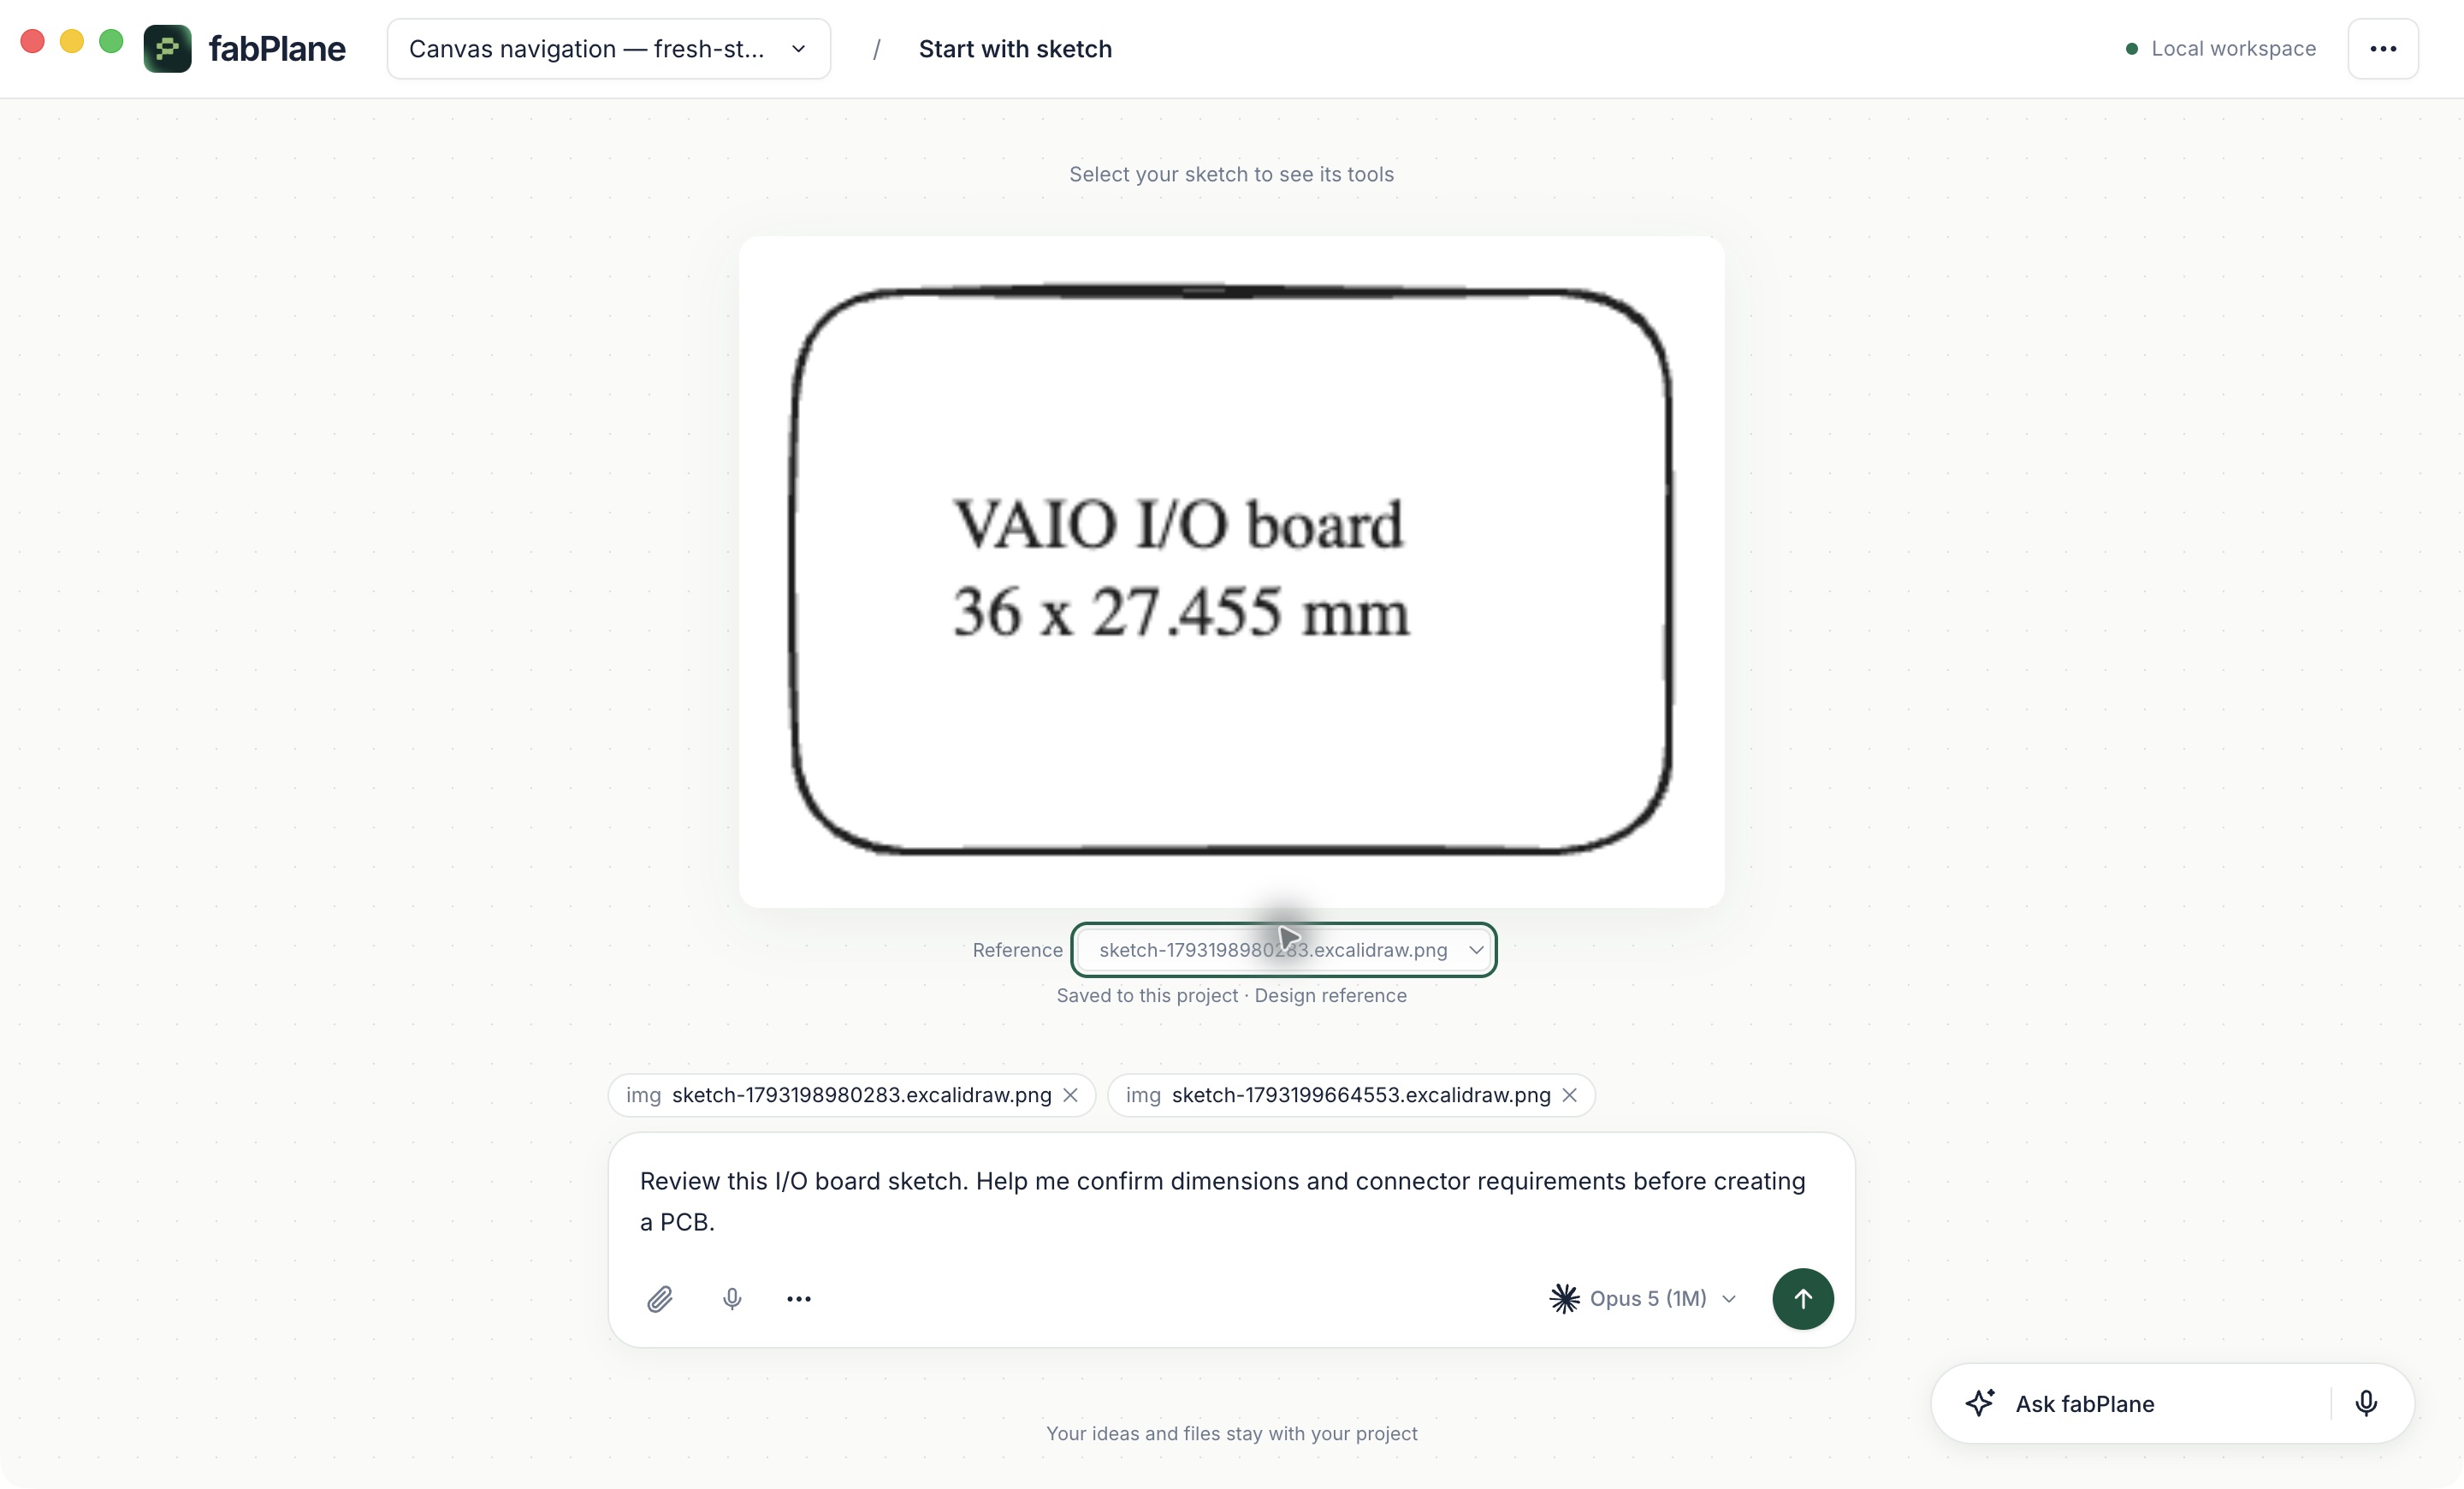 fabPlane
Canvas navigation — fresh-st...
/
Start with sketch
Local workspace
Select your sketch to see its tools
VAIO I/O board
36 x 27.455 mm
Reference
sketch-1793198980283.excalidraw.png
Saved to this project · Design reference
img sketch-1793198980283.excalidraw.png
img sketch-1793199664553.excalidraw.png
Review this I/O board sketch. Help me confirm dimensions and connector requirements before creating
a PCB.
Opus 5 (1M)
Ask fabPlane
Your ideas and files stay with your project